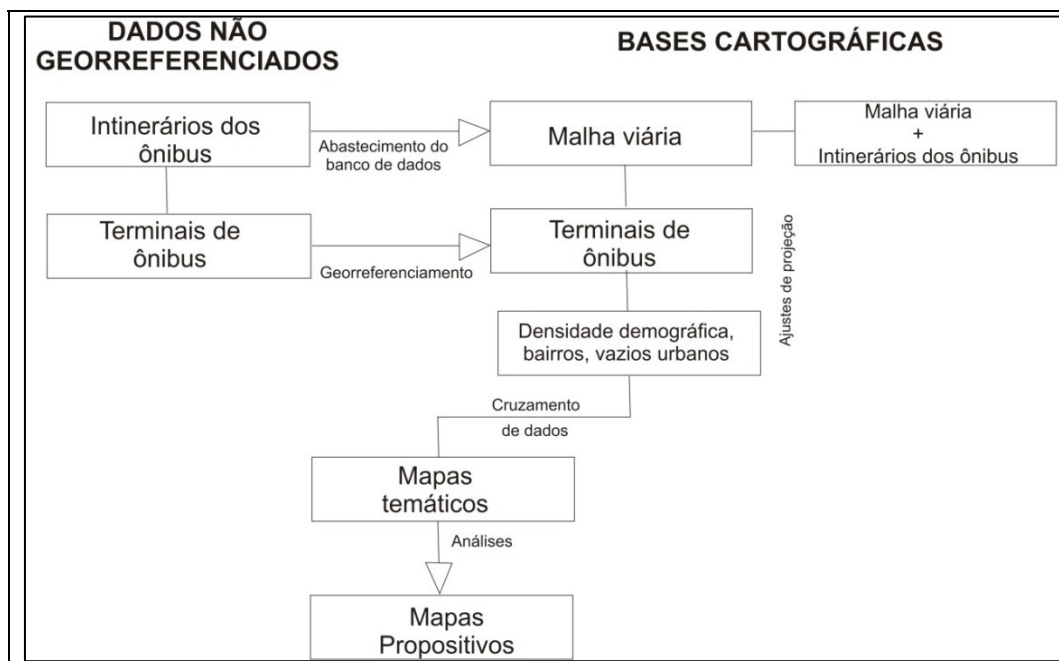 DADOS NÃO
GEORREFERENCIADOS
BASES CARTOGRÁFICAS
Intinerários dos
ônibus
Abastecimento do
banco de dados
Malha viária
Malha viária
+
Intinerários dos ônibus
Terminais de
ônibus
Georreferenciamento
Terminais de
ônibus
Ajustes de projeção
Densidade demográfica,
bairros, vazios urbanos
Cruzamento
de dados
Mapas
temáticos
Análises
Mapas
Propositivos